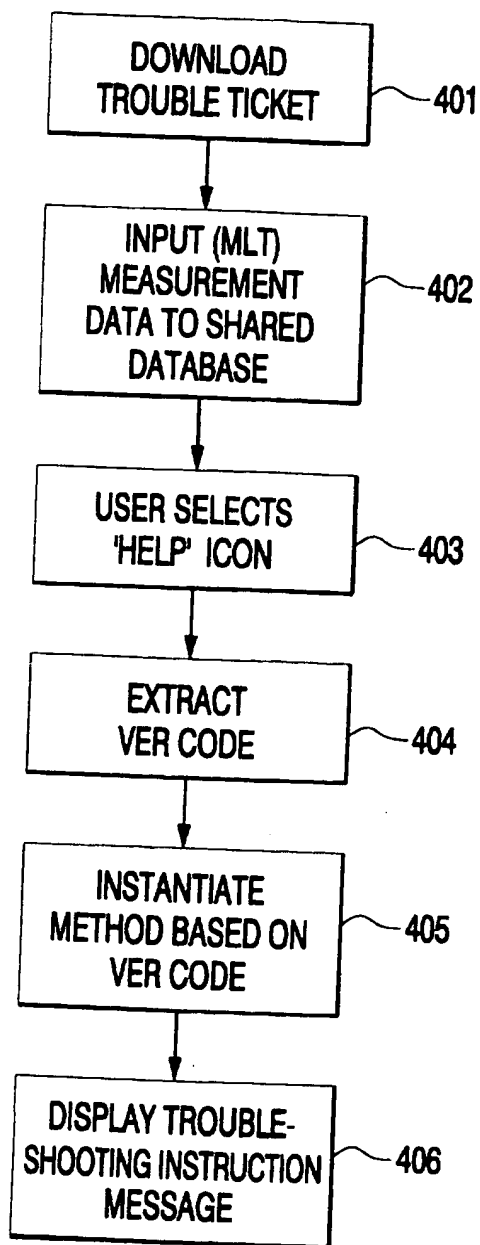 DOWNLOAD
TROUBLE TICKET
401
INPUT (MLT)
MEASUREMENT
DATA TO SHARED
DATABASE
402
USER SELECTS
'HELP' ICON
403
EXTRACT
VER CODE
404
INSTANTIATE
METHOD BASED ON
VER CODE
405
DISPLAY TROUBLE-
SHOOTING INSTRUCTION
MESSAGE
406